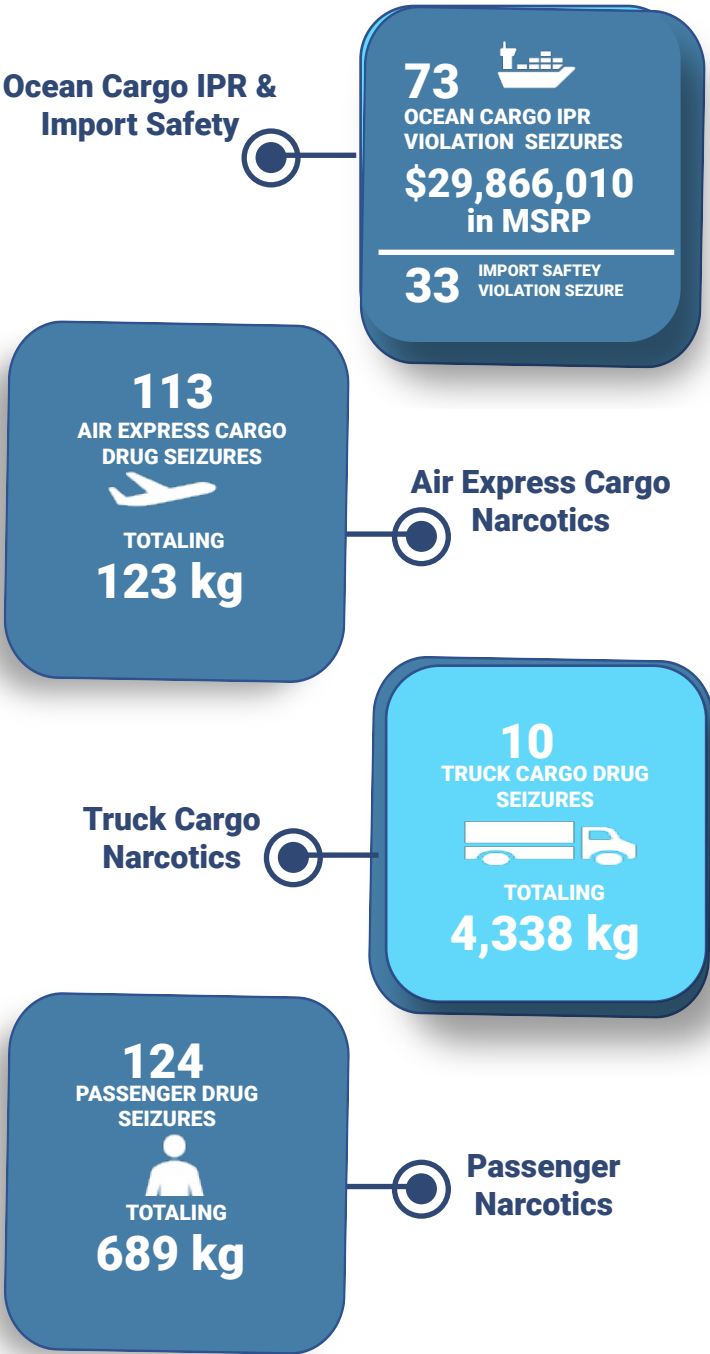 Ocean Cargo IPR &
Import Safety
73
OCEAN CARGO IPR
VIOLATION SEIZURES
$29,866,010
in MSRP
33
IMPORT SAFTEY
VIOLATION SEZURE
113
AIR EXPRESS CARGO
DRUG SEIZURES
TOTALING
123 kg
Air Express Cargo
Narcotics
Truck Cargo
Narcotics
10
TRUCK CARGO DRUG
SEIZURES
TOTALING
4,338 kg
124
PASSENGER DRUG
SEIZURES
TOTALING
689 kg
Passenger
Narcotics